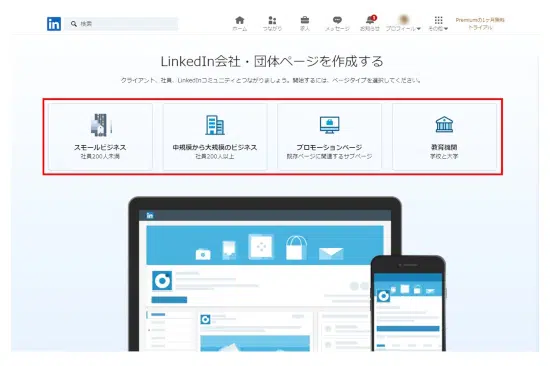 in
検索
ホーム
つながり
求人
メッセージ
お知らせ
プロフィール▼
その他▼
Premiumの1ヶ月無料
トライアル
LinkedIn会社・団体ページを作成する
クライアント、社員、LinkedInコミュニティとつながりましょう。開始するには、ページタイプを選択してください。
スモールビジネス
社員200人未満
中規模から大規模のビジネス
社員200人以上
プロモーションページ
既存ページに関連するサブページ
教育機関
学校と大学
in